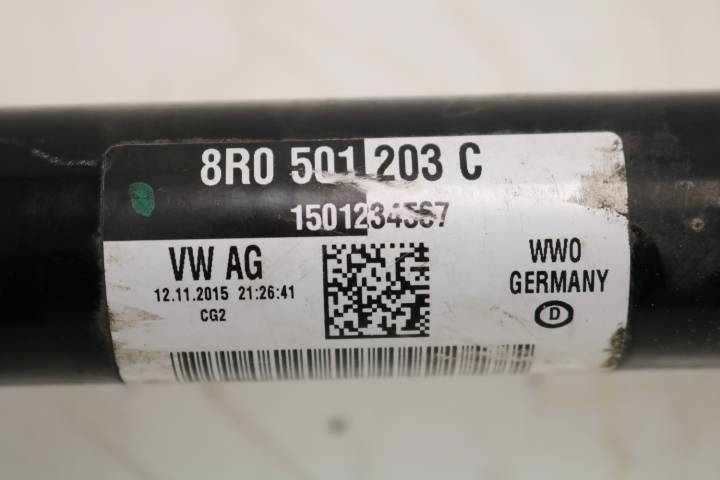 8R0 501 203 C
1501234567
VW AG
12.11.2015 21:26:41
CG2
WWO
GERMANY
D